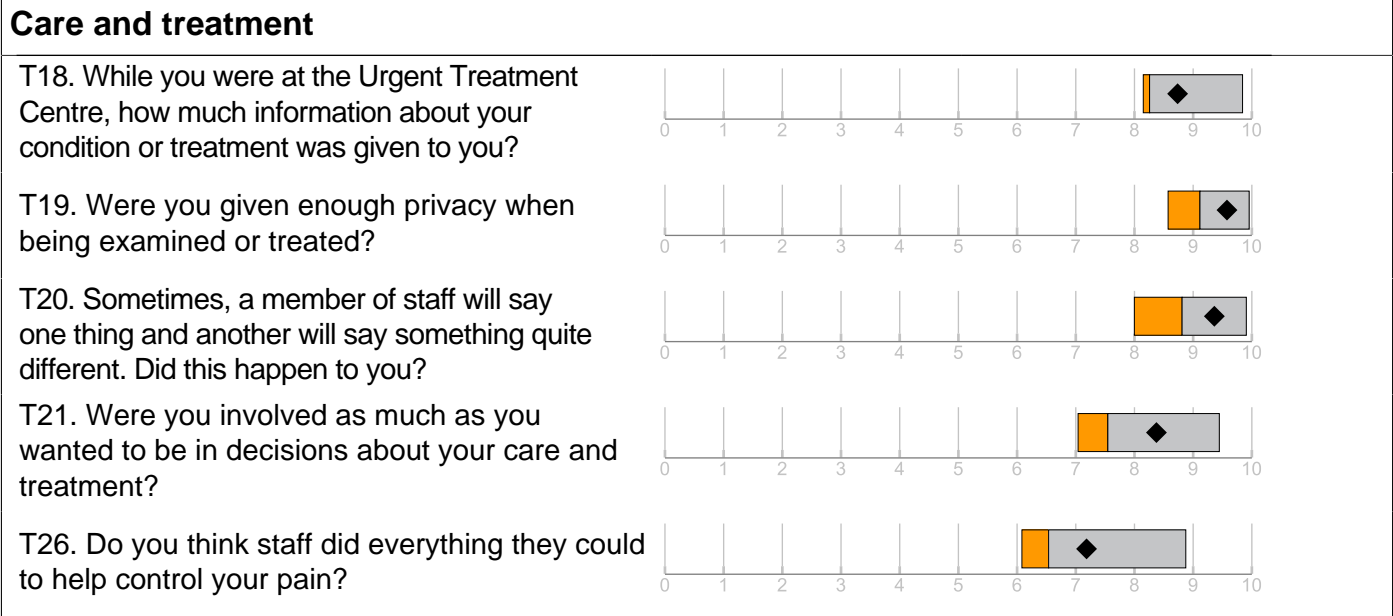 Care and treatment
T18. While you were at the Urgent Treatment
Centre, how much information about your
condition or treatment was given to you?
0 1 2 3 4 5 6 7 8 9 10
T19. Were you given enough privacy when
being examined or treated?
0 1 2 3 4 5 6 7 8 9 10
T20. Sometimes, a member of staff will say
one thing and another will say something quite
different. Did this happen to you?
0 1 2 3 4 5 6 7 8 9 10
T21. Were you involved as much as you
wanted to be in decisions about your care and
treatment?
0 1 2 3 4 5 6 7 8 9 10
T26. Do you think staff did everything they could
to help control your pain?
0 1 2 3 4 5 6 7 8 9 10